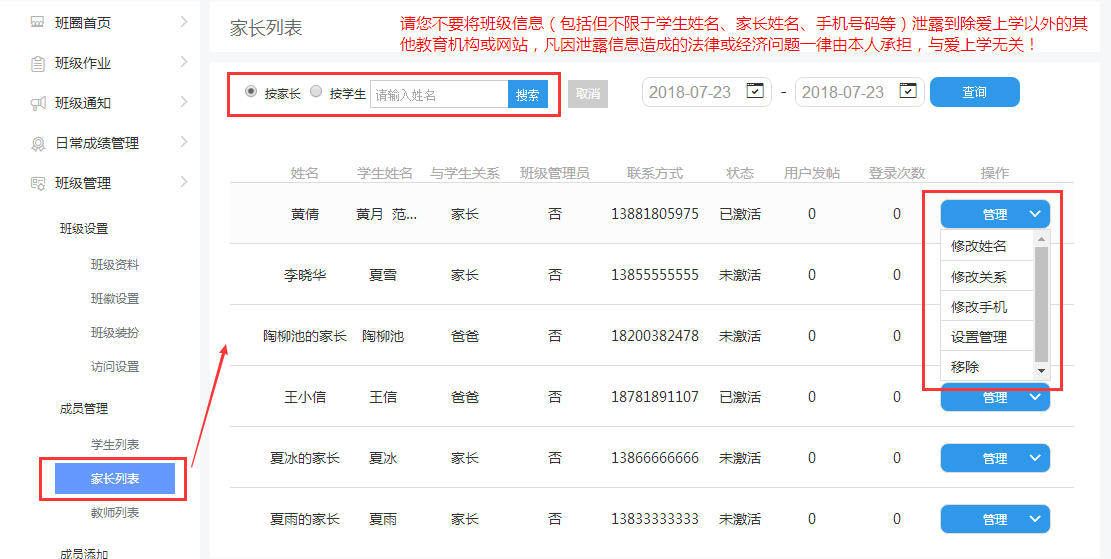 班圈首页
班级作业
班级通知
日常成绩管理
班级管理
班级设置
班级资料
班徽设置
班级装扮
访问设置
成员管理
学生列表
家长列表
教师列表
成员添加
家长列表
请您不要将班级信息（包括但不限于学生姓名、家长姓名、手机号码等）泄露到除爱上学以外的其
他教育机构或网站，凡因泄露信息造成的法律或经济问题一律由本人承担，与爱上学无关！
按家长 按学生 请输入姓名 搜索 取消 2018-07-23 - 2018-07-23 查询
姓名 学生姓名 与学生关系 班级管理员 联系方式 状态 用户发帖 登录次数 操作
黄倩 黄月 范... 家长 否 13881805975 已激活 0 0 管理
李晓华 夏雪 家长 否 13855555555 未激活 0 0
陶柳池的家长 陶柳池 爸爸 否 18200382478 未激活 0 0
王小信 王信 爸爸 否 18781891107 已激活 0 0 管理
夏冰的家长 夏冰 家长 否 13866666666 未激活 0 0 管理
夏雨的家长 夏雨 家长 否 13833333333 未激活 0 0 管理
修改姓名
修改关系
修改手机
设置管理
移除